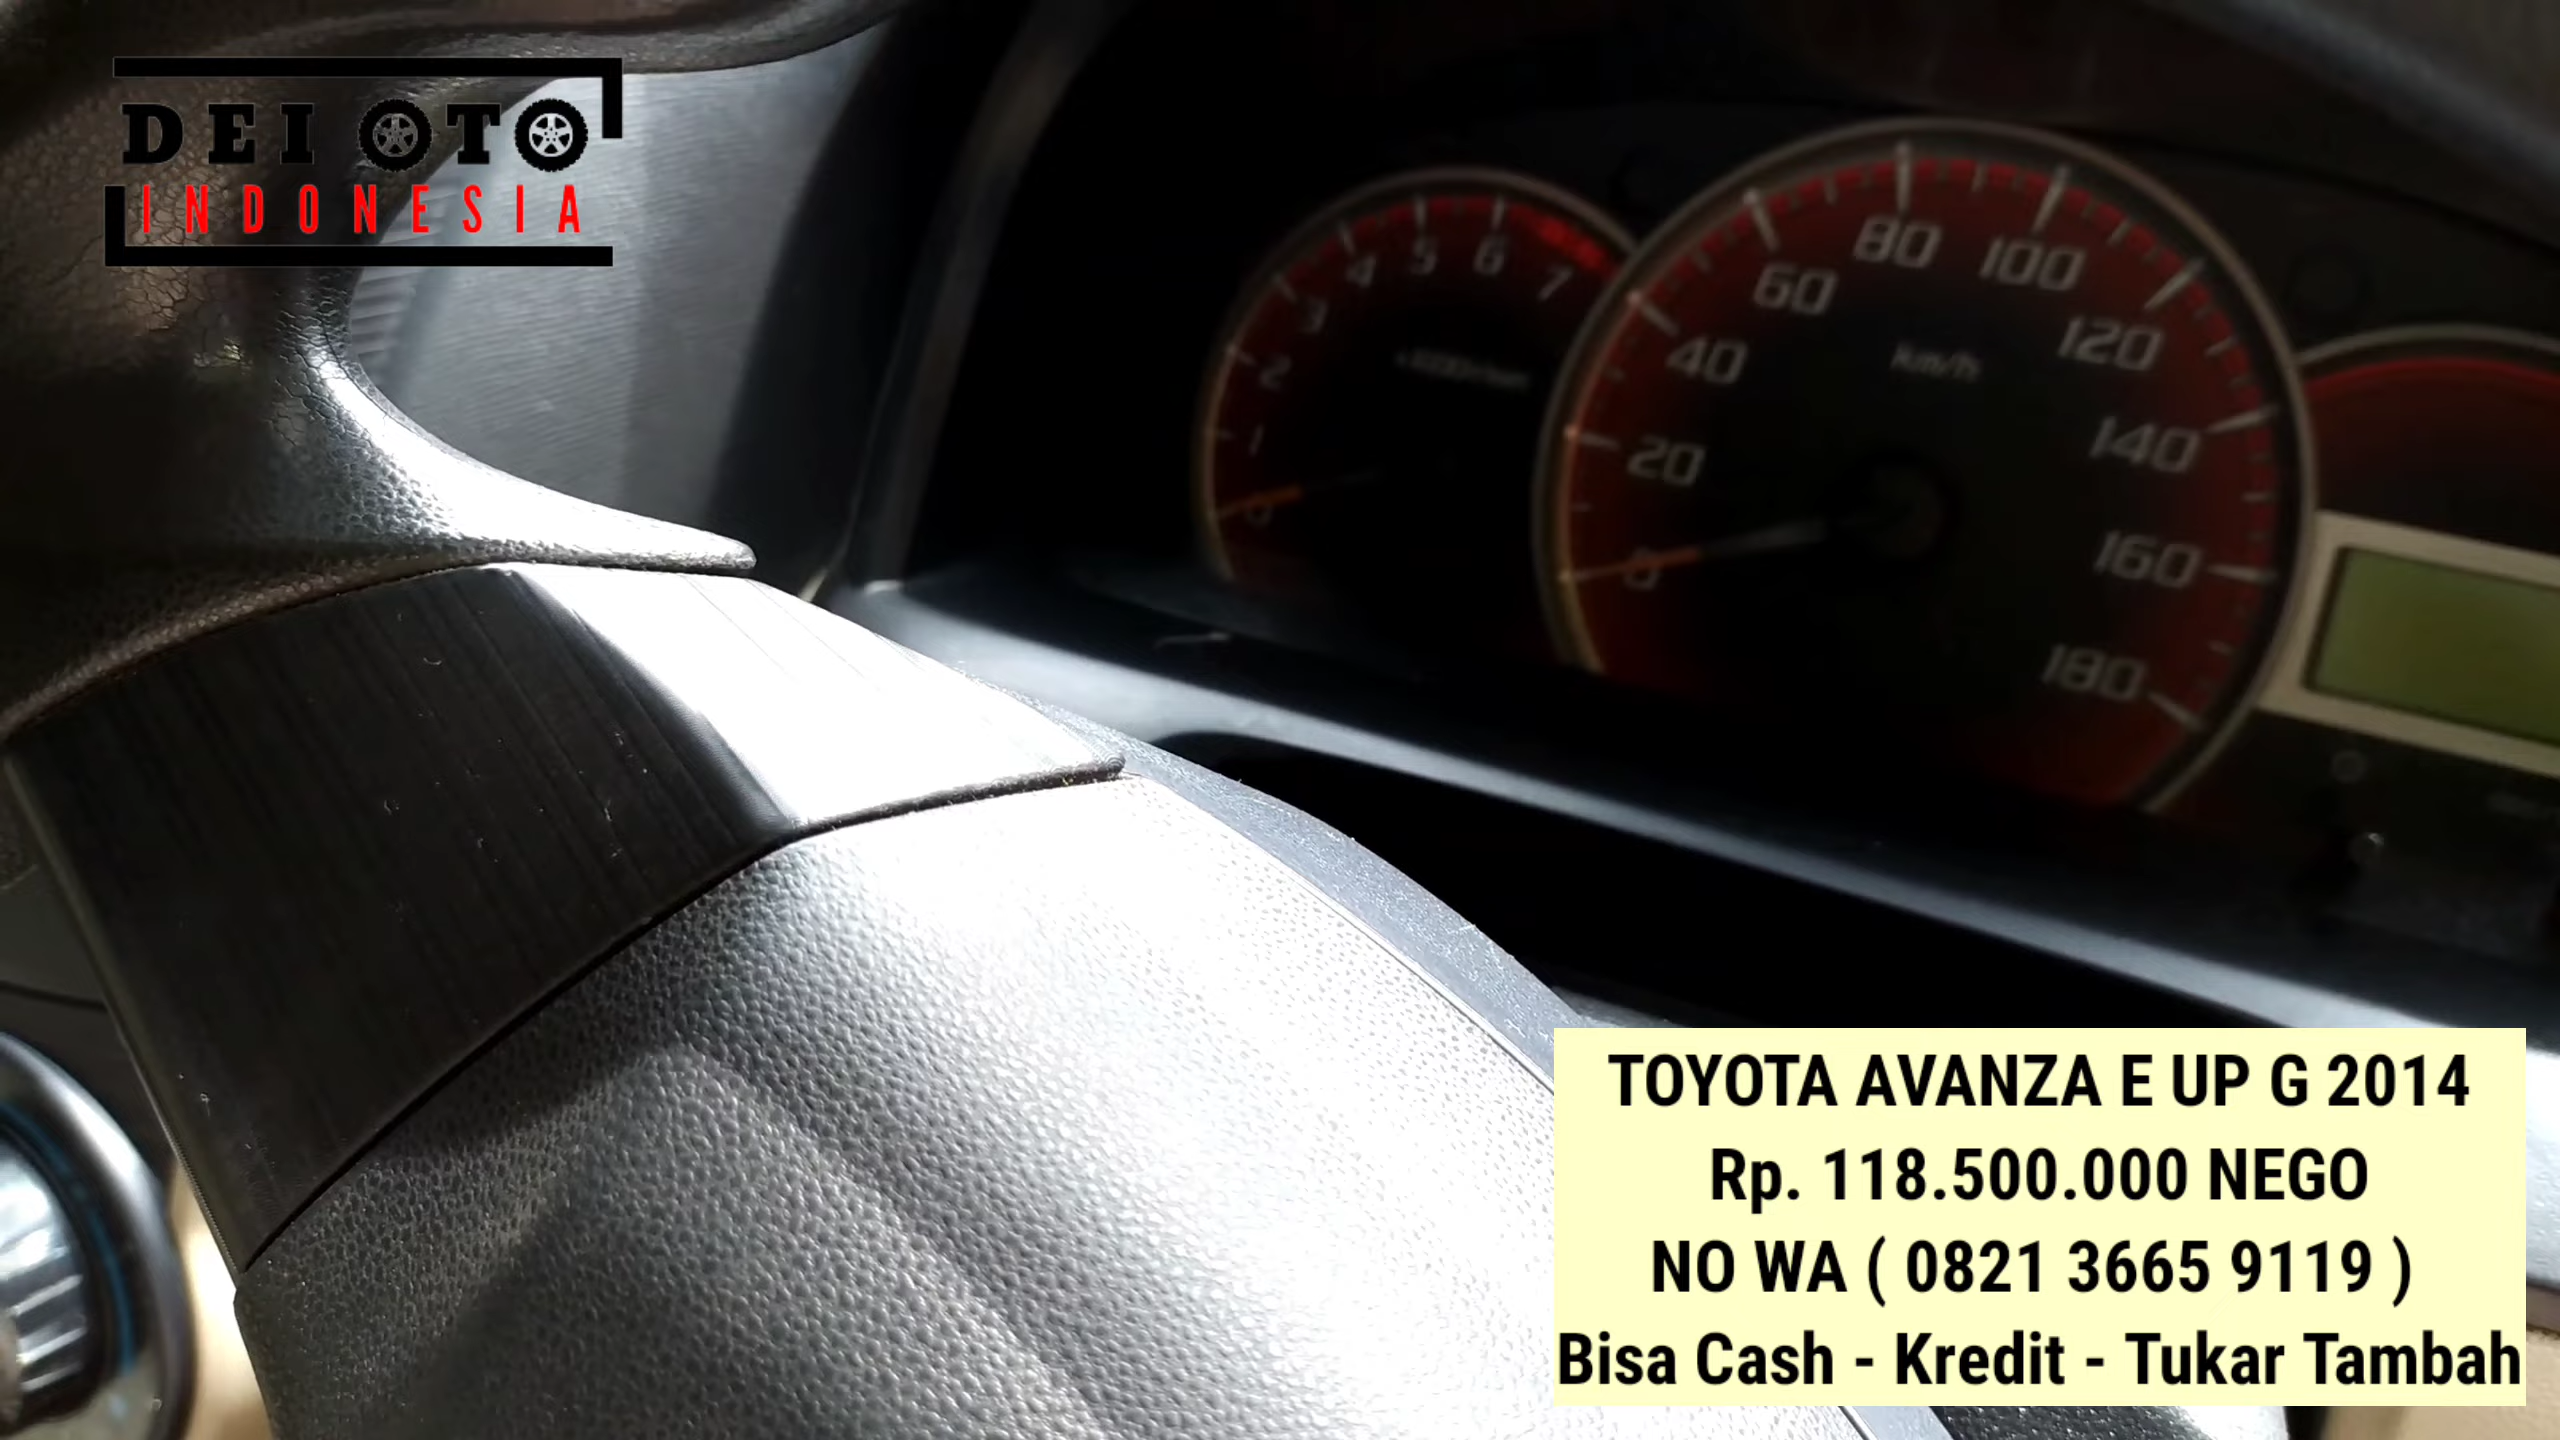 DEI OTO
INDONESIA
0 1 2 3 4 5 6 7
0 20 40 60 80 100 120 140 160 180
km/h
TOYOTA AVANZA E UP G 2014
Rp. 118.500.000 NEGO
NO WA ( 0821 3665 9119 )
Bisa Cash - Kredit - Tukar Tambah